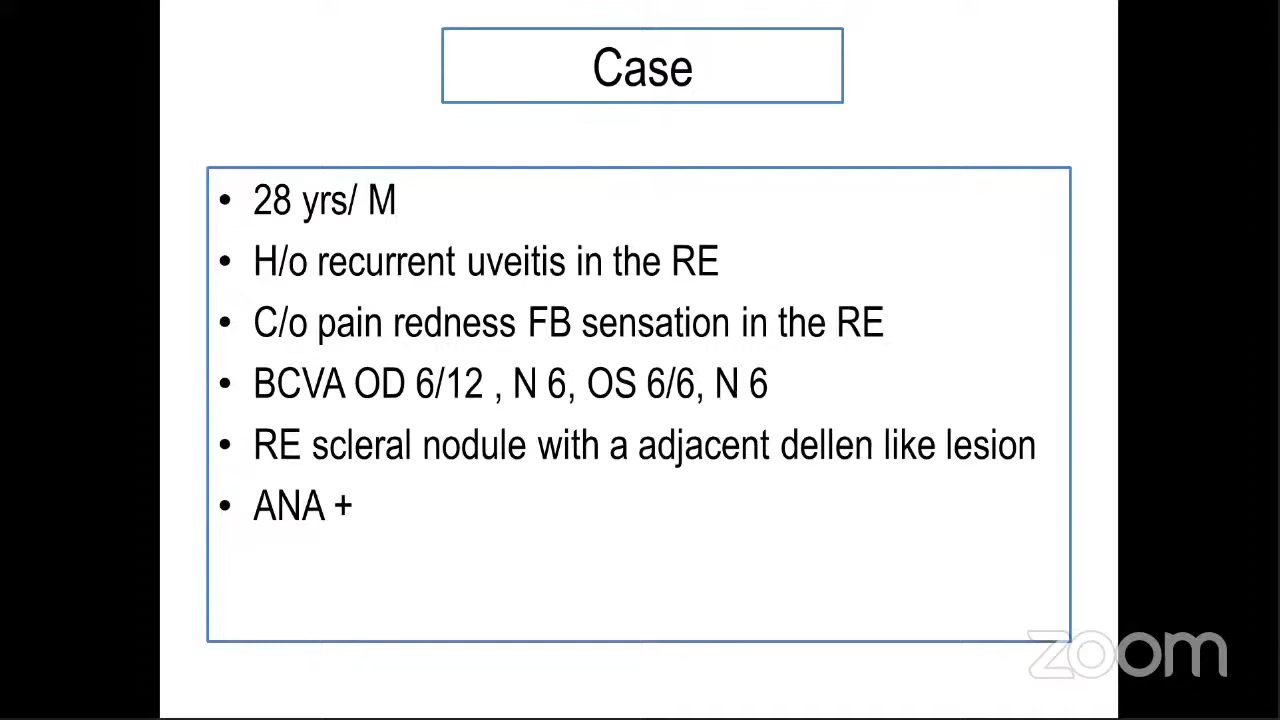 Case
• 28 yrs/ M
• H/o recurrent uveitis in the RE
• C/o pain redness FB sensation in the RE
• BCVA OD 6/12 , N 6, OS 6/6, N 6
• RE scleral nodule with a adjacent dellen like lesion
• ANA +
zoom